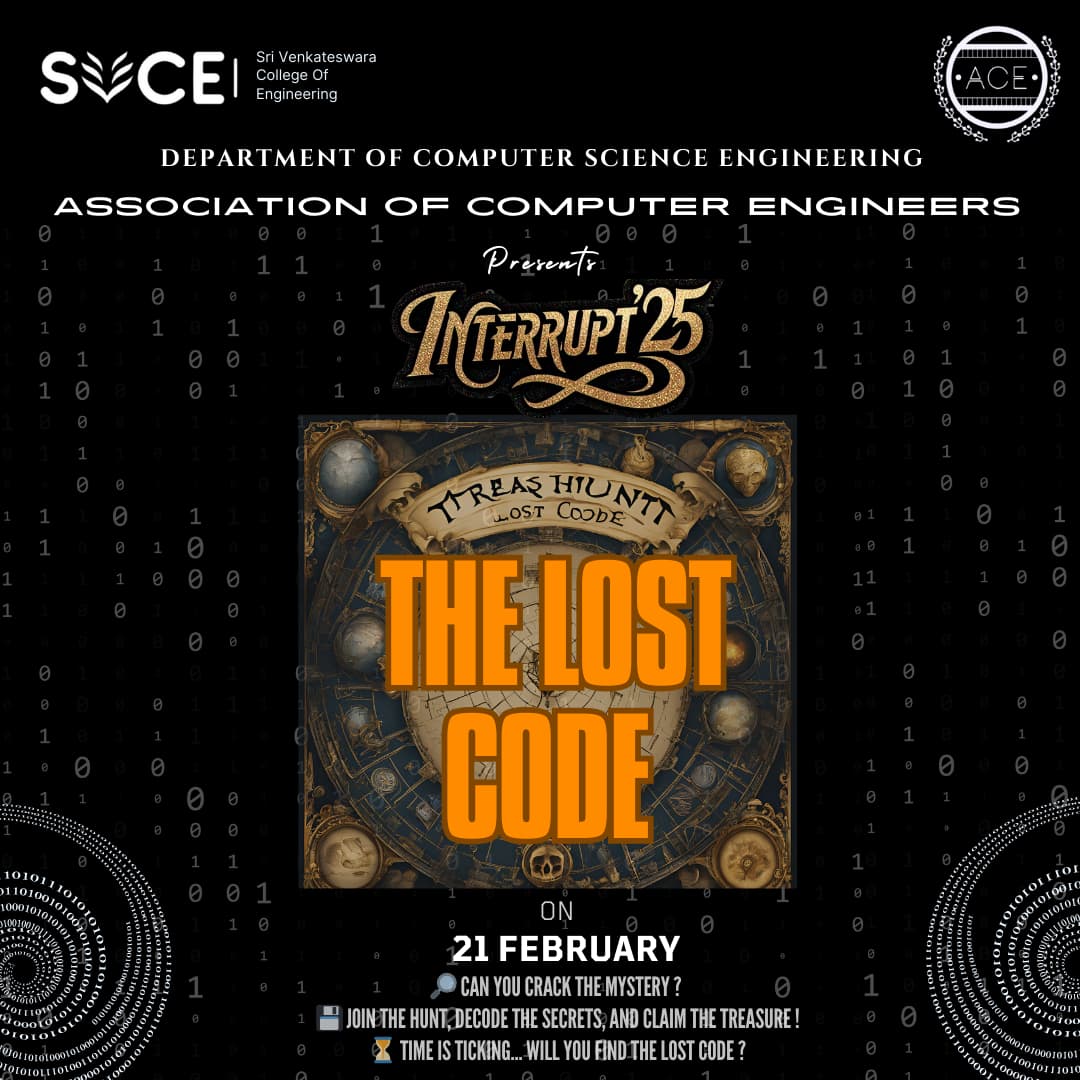 SVCE
Sri Venkateswara
College Of
Engineering
ACE
DEPARTMENT OF COMPUTER SCIENCE ENGINEERING
ASSOCIATION OF COMPUTER ENGINEERS
Presents
INTERRUPT'25
TREAS HIUNT
LOST COODE
THE LOST
CODE
ON
21 FEBRUARY
🔎 CAN YOU CRACK THE MYSTERY ?
💾 JOIN THE HUNT, DECODE THE SECRETS, AND CLAIM THE TREASURE !
⏳ TIME IS TICKING... WILL YOU FIND THE LOST CODE ?